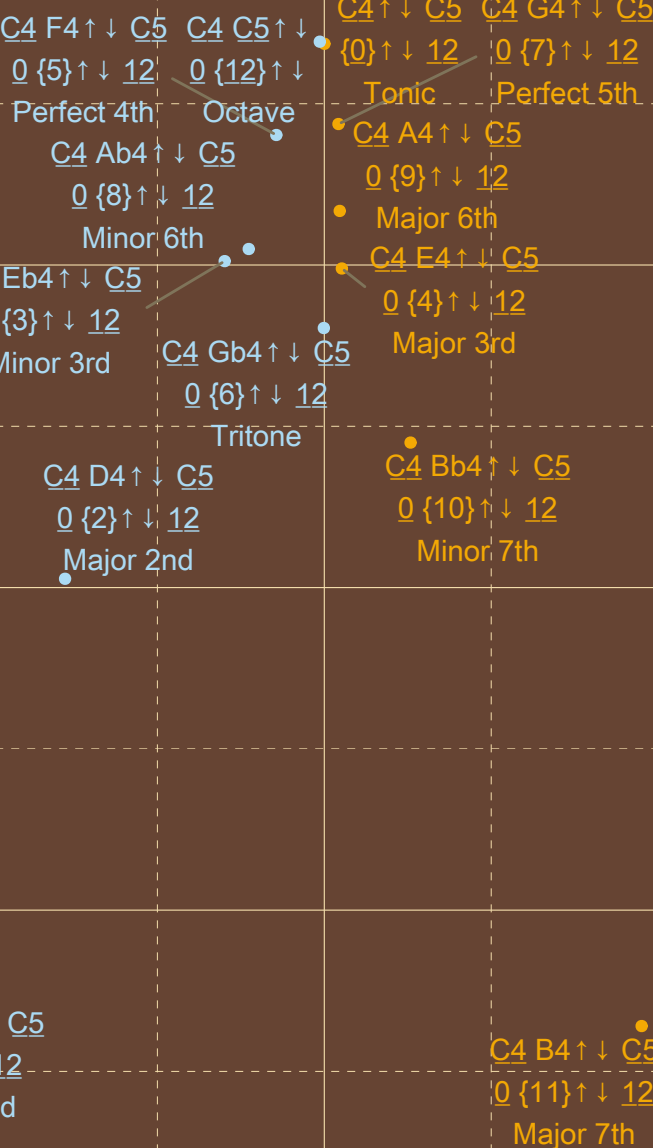 C4 F4↑↓ C5
0 {5}↑↓ 12
Perfect 4th
C4 C5↑↓
0 {12}↑↓
Octave
C4↑↓ C5
{0}↑↓ 12
Tonic
C4 G4↑↓ C5
0 {7}↑↓ 12
Perfect 5th
C4 Ab4↑↓ C5
0 {8}↑↓ 12
Minor 6th
C4 A4↑↓ C5
0 {9}↑↓ 12
Major 6th
Eb4↑↓ C5
{3}↑↓ 12
Minor 3rd
C4 E4↑↓ C5
0 {4}↑↓ 12
Major 3rd
C4 Gb4↑↓ C5
0 {6}↑↓ 12
Tritone
C4 D4↑↓ C5
0 {2}↑↓ 12
Major 2nd
C4 Bb4↑↓ C5
0 {10}↑↓ 12
Minor 7th
C5
12
d
C4 B4↑↓ C5
0 {11}↑↓ 12
Major 7th